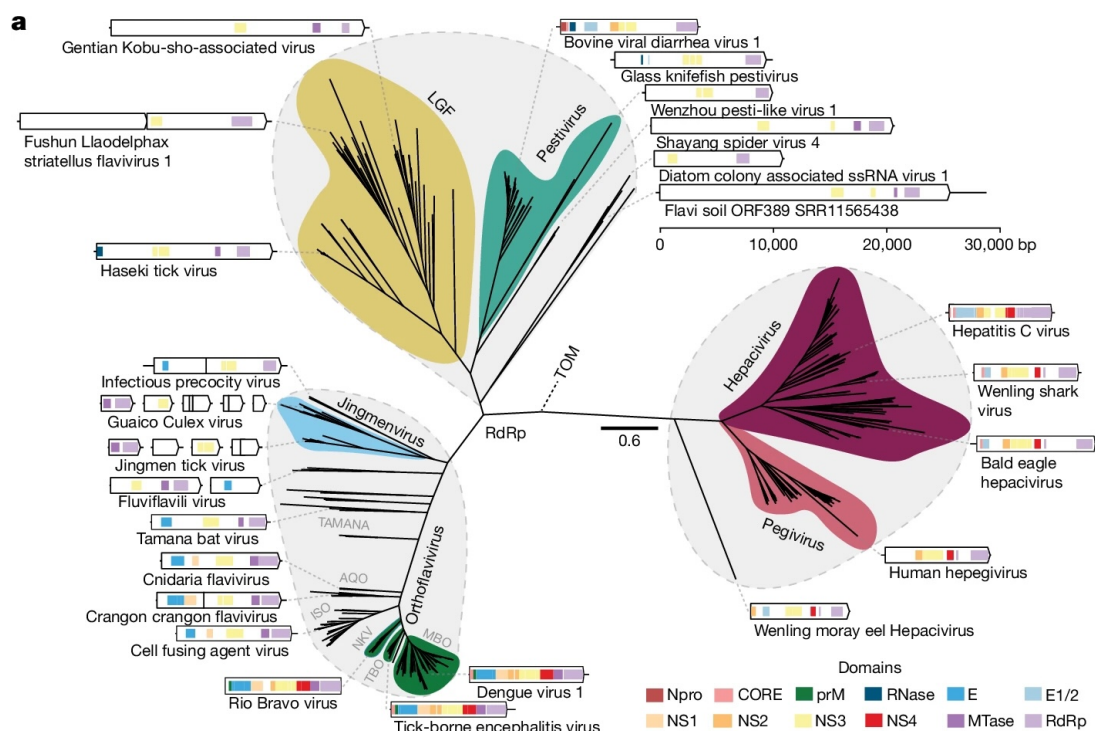 a
Gentian Kobu-sho-associated virus
Fushun Llaodelphax
striatellus flavivirus 1
Haseki tick virus
LGF
Pestivirus
Bovine viral diarrhea virus 1
Glass knifefish pestivirus
Wenzhou pesti-like virus 1
Shayang spider virus 4
Diatom colony associated ssRNA virus 1
Flavi soil ORF389 SRR11565438
0 10,000 20,000 30,000 bp
Infectious precocity virus
Guaico Culex virus
Jingmen tick virus
Fluviflavili virus
Tamana bat virus
Cnidaria flavivirus
Crangon crangon flavivirus
Cell fusing agent virus
Rio Bravo virus
Tick-borne encephalitis virus
Dengue virus 1
Jingmenvirus
TAMANA
AQO
ISO
NKV
TBO
MBO
Orthoflavivirus
RdRp
TOM
0.6
Hepacivirus
Pegivirus
Hepatitis C virus
Wenling shark
virus
Bald eagle
hepacivirus
Human hepegivirus
Wenling moray eel Hepacivirus
Domains
Npro CORE prM RNase E E1/2
NS1 NS2 NS3 NS4 MTase RdRp